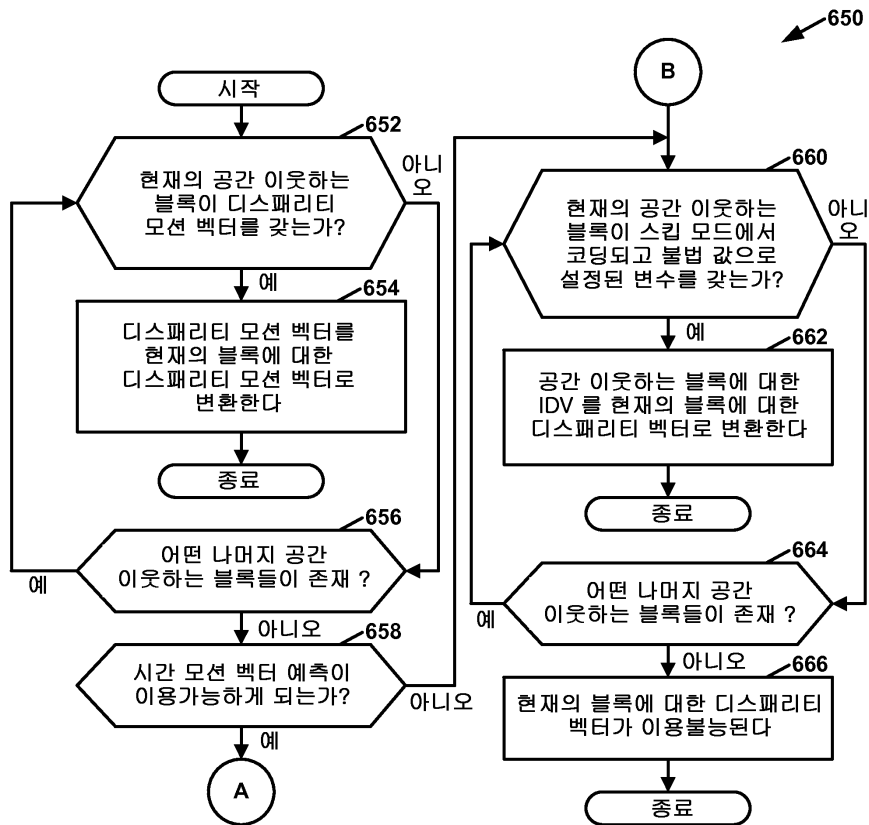 650
시작
652
현재의 공간 이웃하는
블록이 디스패리티
모션 벡터를 갖는가?
아니
오
예
654
디스패리티 모션 벡터를
현재의 블록에 대한
디스패리티 모션 벡터로
변환한다
종료
656
어떤 나머지 공간
이웃하는 블록들이 존재 ?
예
아니오
658
시간 모션 벡터 예측이
이용가능하게 되는가?
아니오
예
A
B
660
현재의 공간 이웃하는
블록이 스킵 모드에서
코딩되고 불법 값으로
설정된 변수를 갖는가?
아니
오
예
662
공간 이웃하는 블록에 대한
IDV 를 현재의 블록에 대한
디스패리티 벡터로 변환한다
종료
664
어떤 나머지 공간
이웃하는 블록들이 존재 ?
예
아니오
666
현재의 블록에 대한 디스패리티
벡터가 이용불능된다
종료